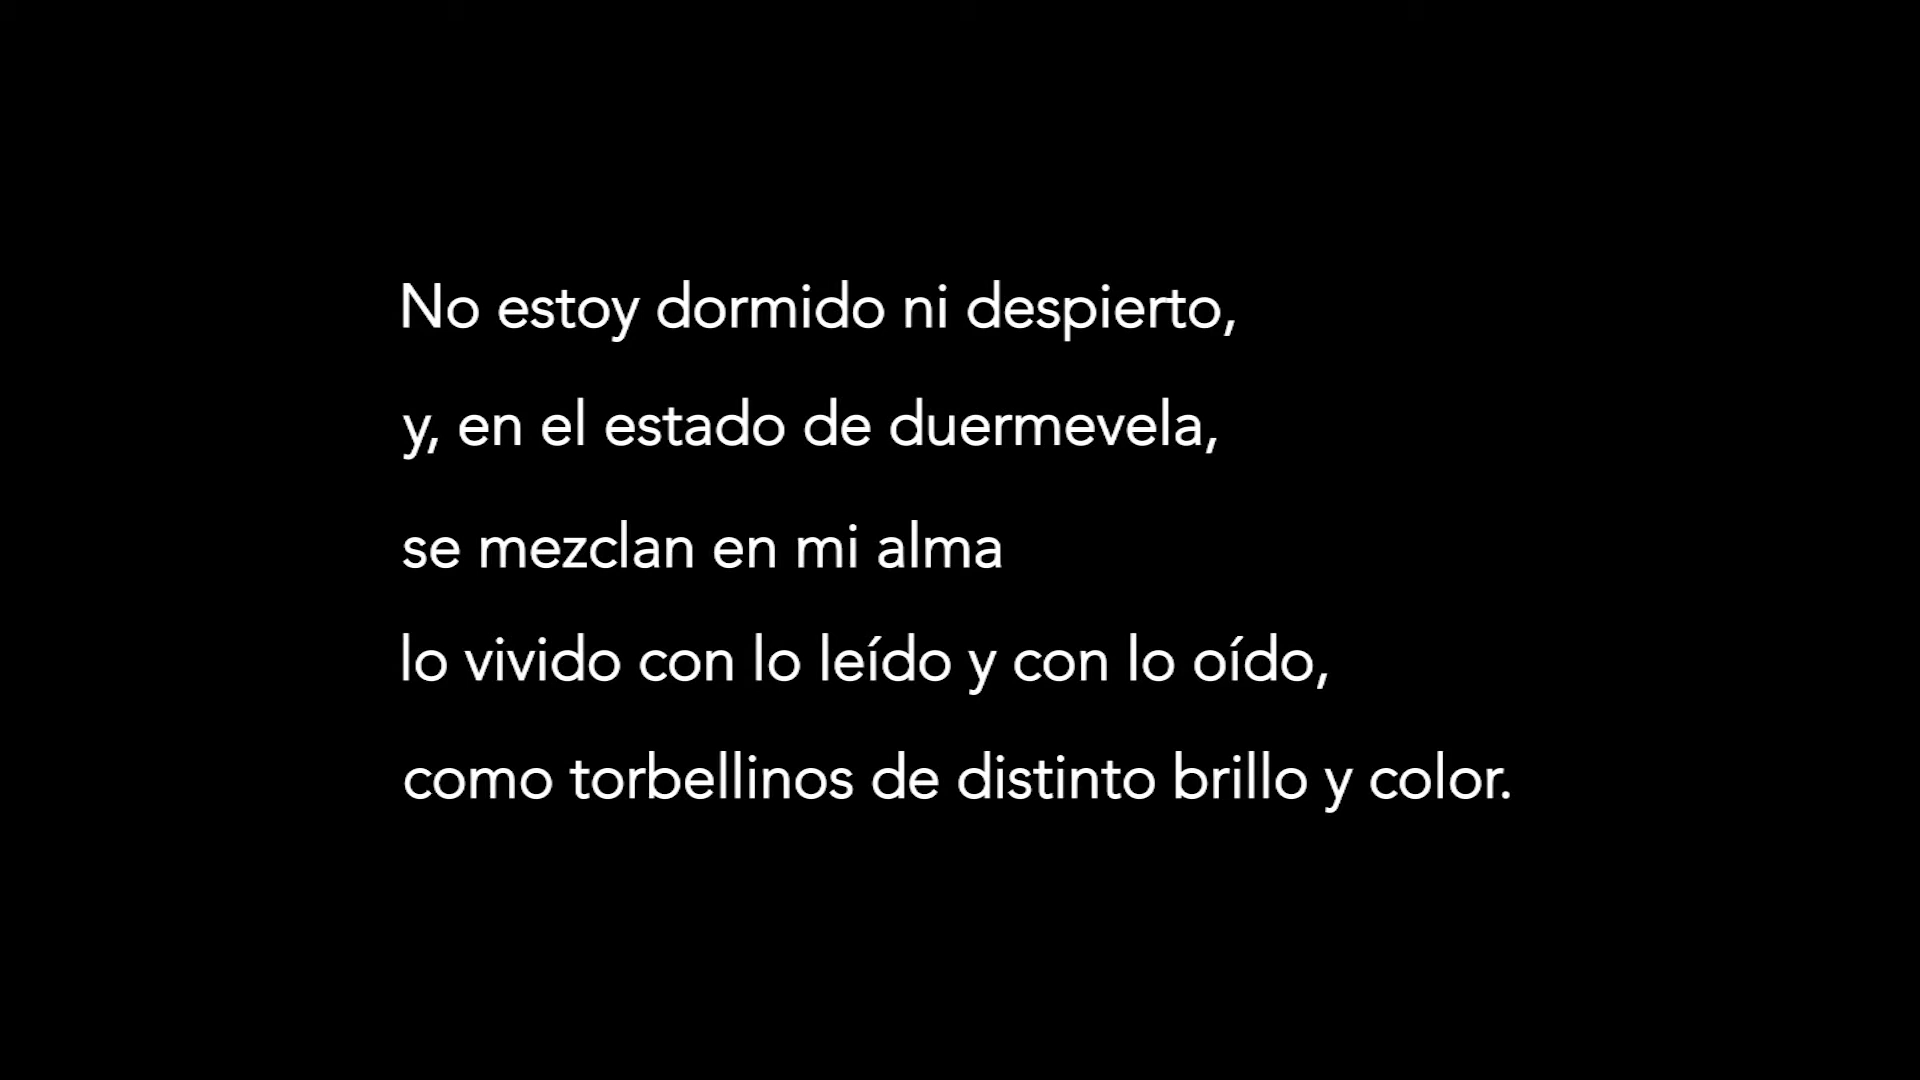 No estoy dormido ni despierto,
y, en el estado de duermevela,
se mezclan en mi alma
lo vivido con lo leído y con lo oído,
como torbellinos de distinto brillo y color.